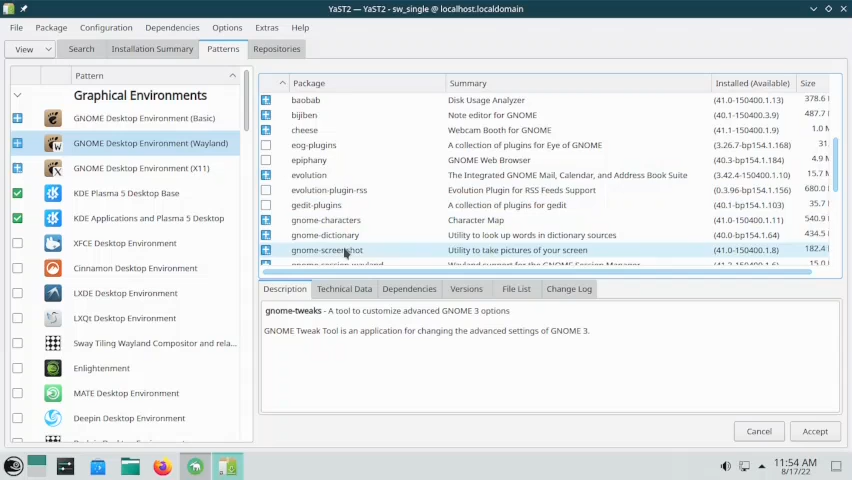 YaST2 — YaST2 - sw_single @ localhost.localdomain
File Package Configuration Dependencies Options Extras Help
View Search Installation Summary Patterns Repositories
Pattern
Graphical Environments
GNOME Desktop Environment (Basic)
GNOME Desktop Environment (Wayland)
GNOME Desktop Environment (X11)
KDE Plasma 5 Desktop Base
KDE Applications and Plasma 5 Desktop
XFCE Desktop Environment
Cinnamon Desktop Environment
LXDE Desktop Environment
LXQt Desktop Environment
Sway Tiling Wayland Compositor and rela...
Enlightenment
MATE Desktop Environment
Deepin Desktop Environment
Package Summary Installed (Available) Size
baobab Disk Usage Analyzer (41.0-150400.1.13) 378.6
bijiben Note editor for GNOME (40.1-150400.3.9) 487.7
cheese Webcam Booth for GNOME (41.1-150400.1.9) 1.0
eog-plugins A collection of plugins for Eye of GNOME (3.26.7-bp154.1.168) 31
epiphany GNOME Web Browser (40.3-bp154.1.184) 4.9
evolution The Integrated GNOME Mail, Calendar, and Address Book Suite (3.42.4-150400.1.10) 15.7
evolution-plugin-rss Evolution Plugin for RSS Feeds Support (0.3.96-bp154.1.156) 680.0
gedit-plugins A collection of plugins for gedit (40.1-bp154.1.103) 35.7
gnome-characters Character Map (41.0-150400.1.10) 540.9
gnome-dictionary Utility to look up words in dictionary sources (40.0-bp154.1.64) 434.5
gnome-screenshot Utility to take pictures of your screen (41.0-150400.1.8) 182.4
gnome-session-wayland Wayland support for the GNOME Session Manager 15.0
Description Technical Data Dependencies Versions File List Change Log
gnome-tweaks - A tool to customize advanced GNOME 3 options
GNOME Tweak Tool is an application for changing the advanced settings of GNOME 3.
Cancel Accept
11:54 AM
8/17/22